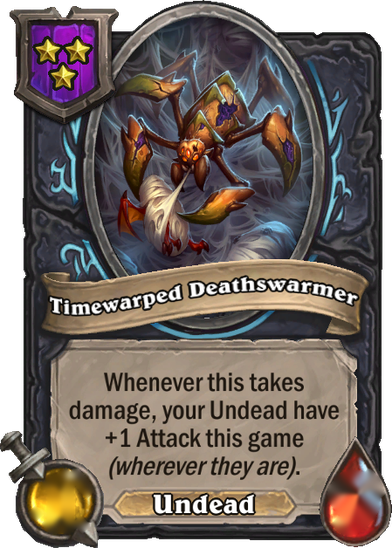 Timewarped Deathswarmer
Whenever this takes
damage, your Undead have
+1 Attack this game
(wherever they are).
Undead